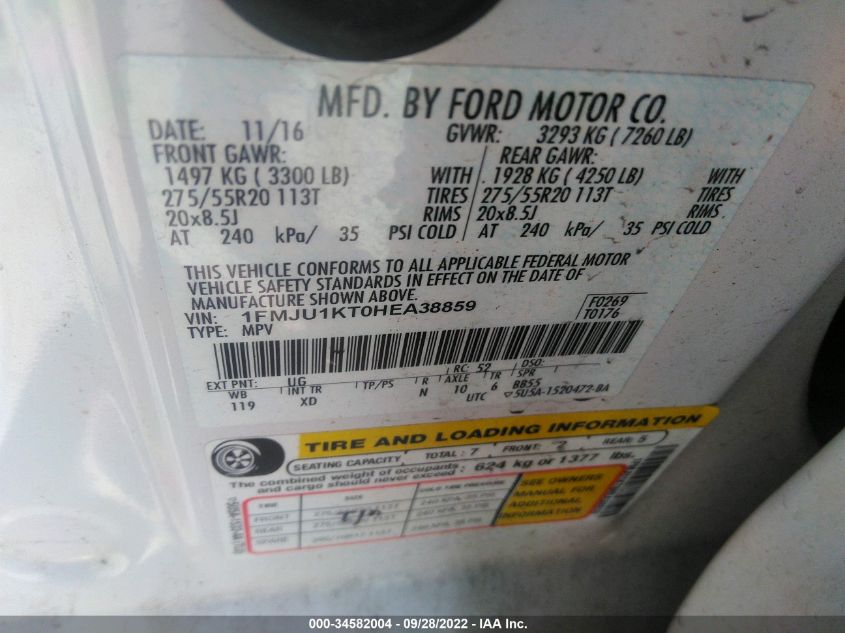 MFD. BY FORD MOTOR CO.
DATE: 11/16 GVWR: 3293 KG ( 7260 LB)
FRONT GAWR: REAR GAWR:
1497 KG ( 3300 LB) WITH 1928 KG ( 4250 LB) WITH
275/55R20 113T TIRES 275/55R20 113T TIRES
20x8.5J RIMS 20x8.5J RIMS
AT 240 kPa/ 35 PSI COLD AT 240 kPa/ 35 PSI COLD
THIS VEHICLE CONFORMS TO ALL APPLICABLE FEDERAL MOTOR
VEHICLE SAFETY STANDARDS IN EFFECT ON THE DATE OF
MANUFACTURE SHOWN ABOVE.
VIN: 1FMJU1KT0HEA38859 F0269
TYPE: MPV T0176
EXT PNT: UG RC: 52 DSO:
WB INT TR TP/PS R AXLE TR SPR
119 XD N 10 6 BB55
UTC 5U5A-1520472-BA
TIRE AND LOADING INFORMATION
SEATING CAPACITY TOTAL: 7 FRONT: 2 REAR: 5
The combined weight of occupants
and cargo should never exceed: 624 kg or 1377 lbs.
TIRE SIZE COLD TIRE PRESSURE
FRONT
REAR
SPARE
SEE OWNERS
MANUAL FOR
ADDITIONAL
INFORMATION
000-34582004 / 09/28/2022 - IAA Inc.